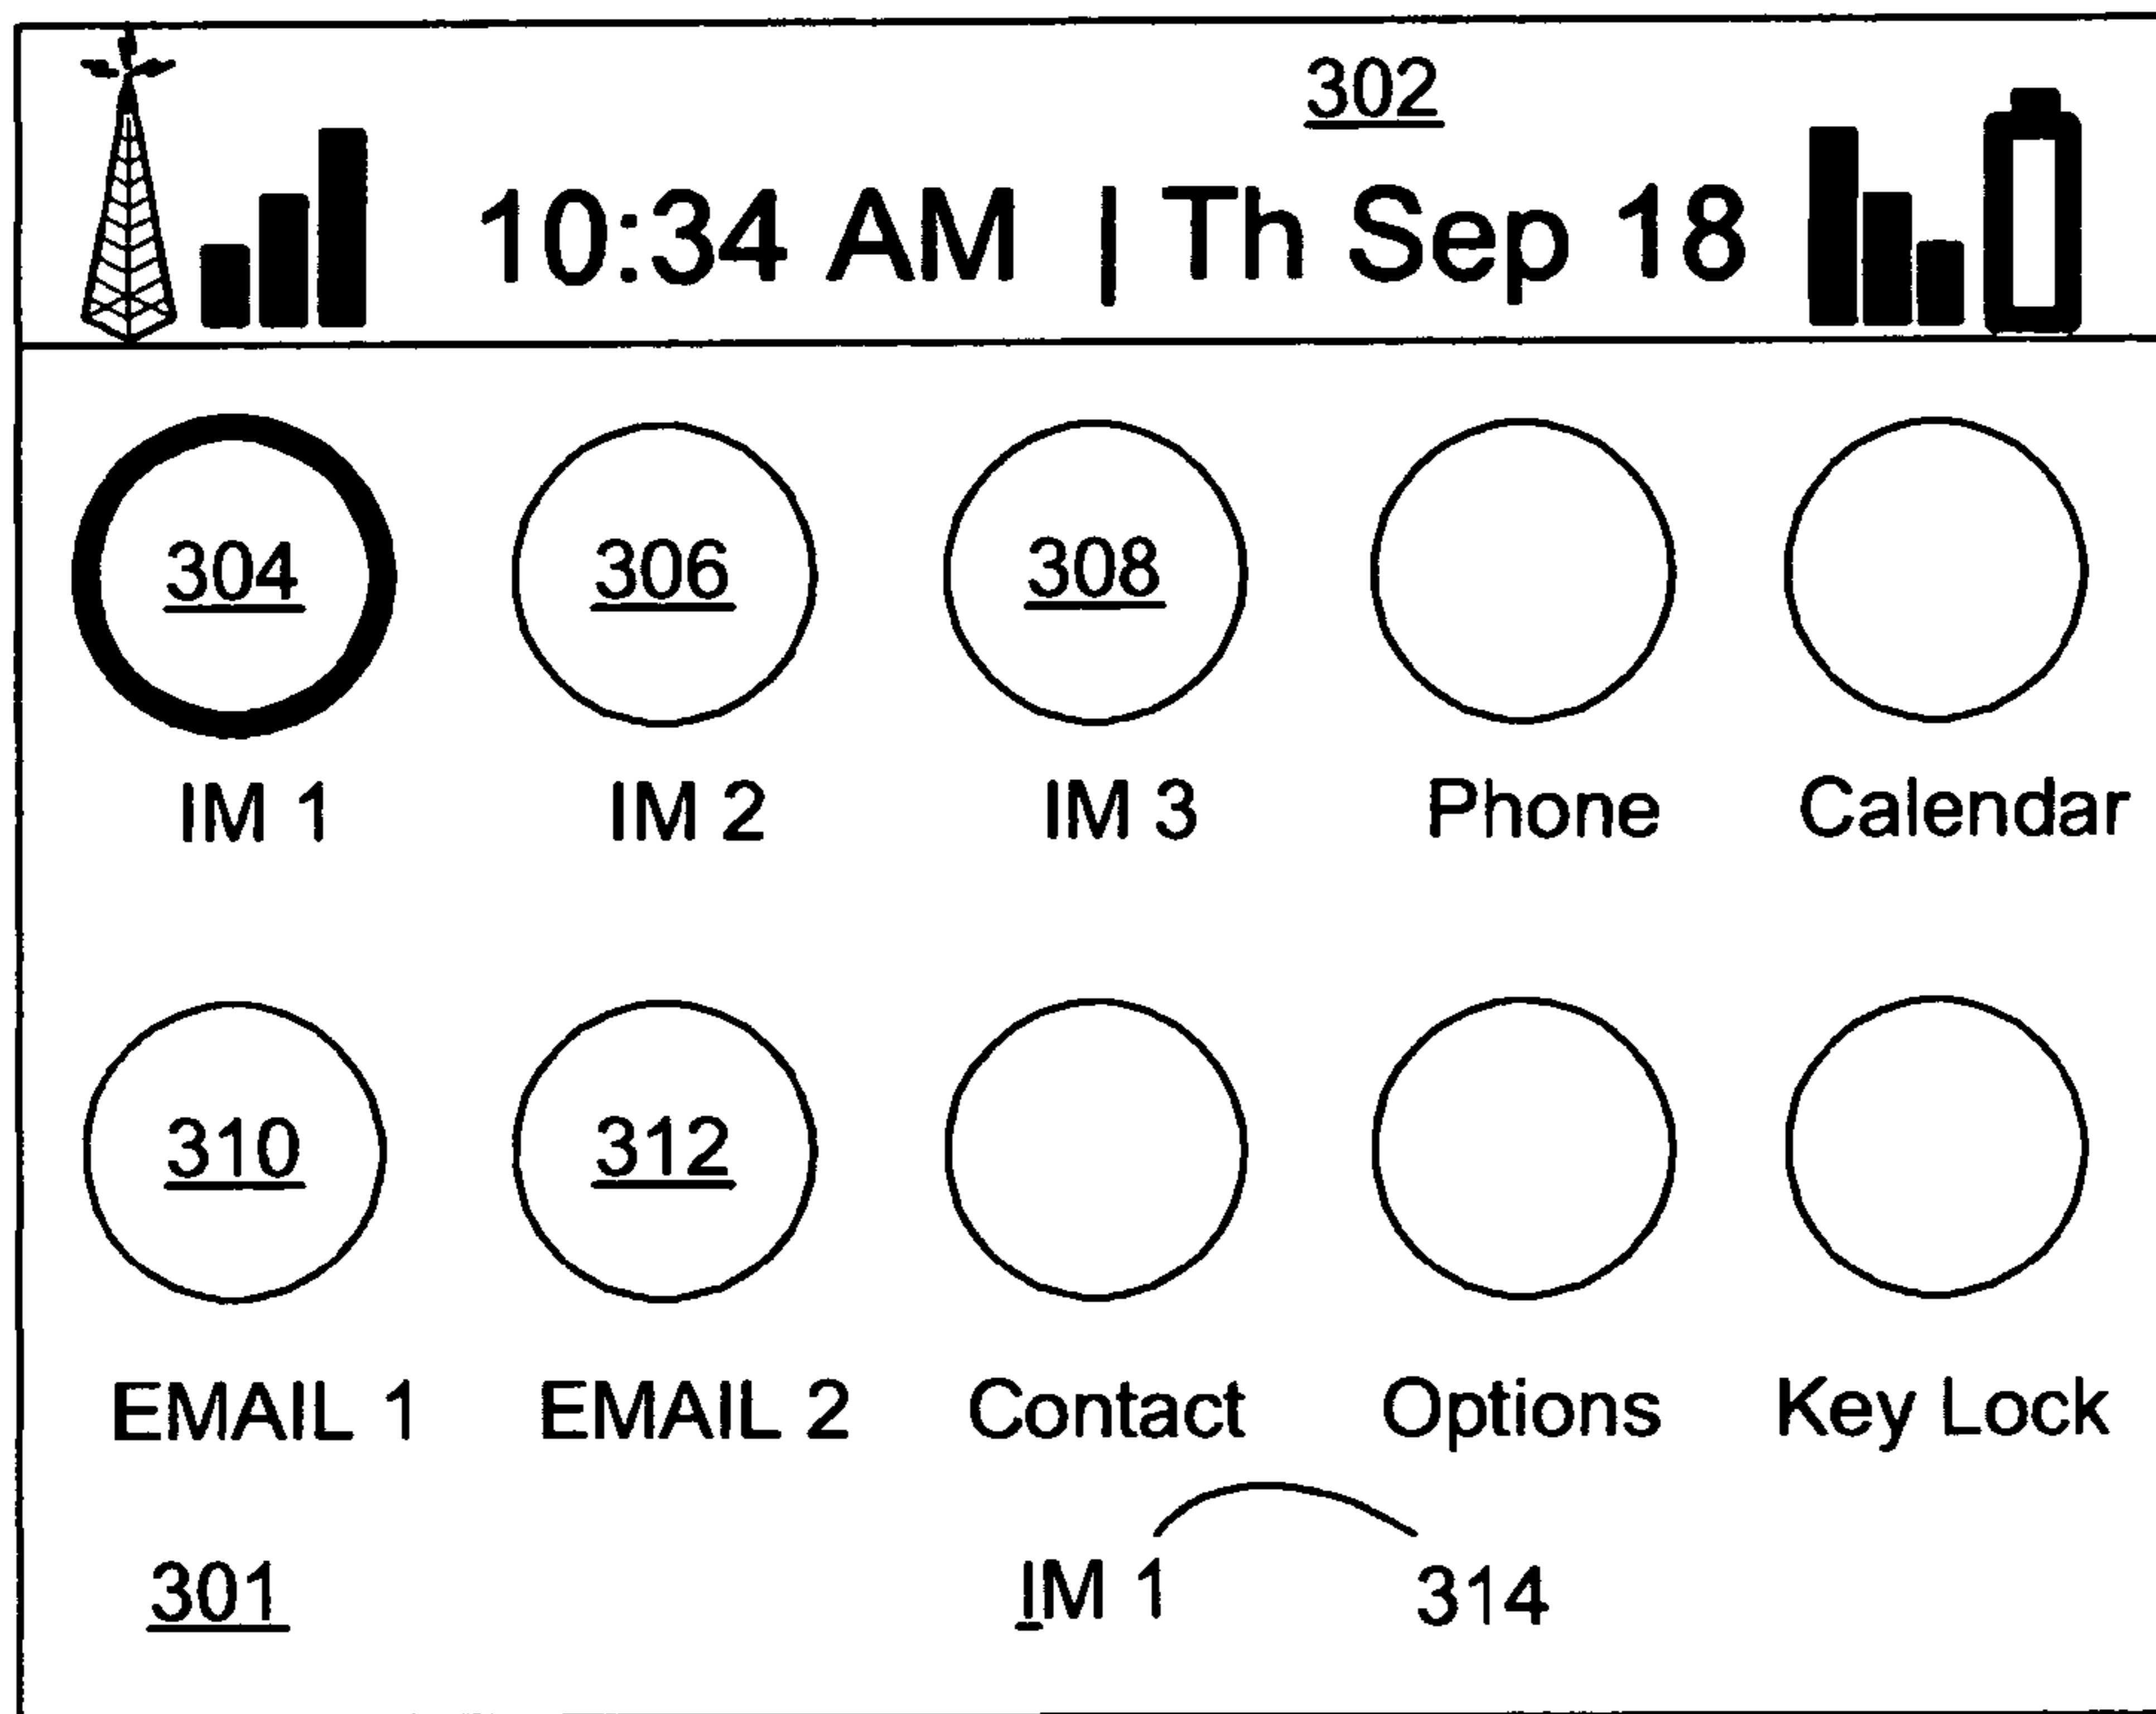 302
10:34 AM | Th Sep 18
304 306 308
IM 1 IM 2 IM 3 Phone Calendar
310 312
EMAIL 1 EMAIL 2 Contact Options Key Lock
301 IM 1 314